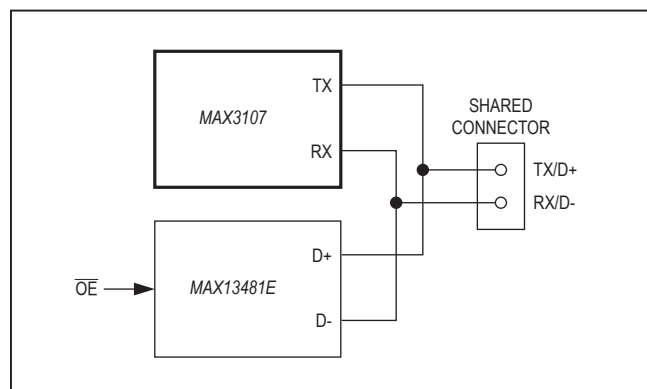 TX
MAX3107
RX
SHARED
CONNECTOR
TX/D+
RX/D-
D+
OE
MAX13481E
D-